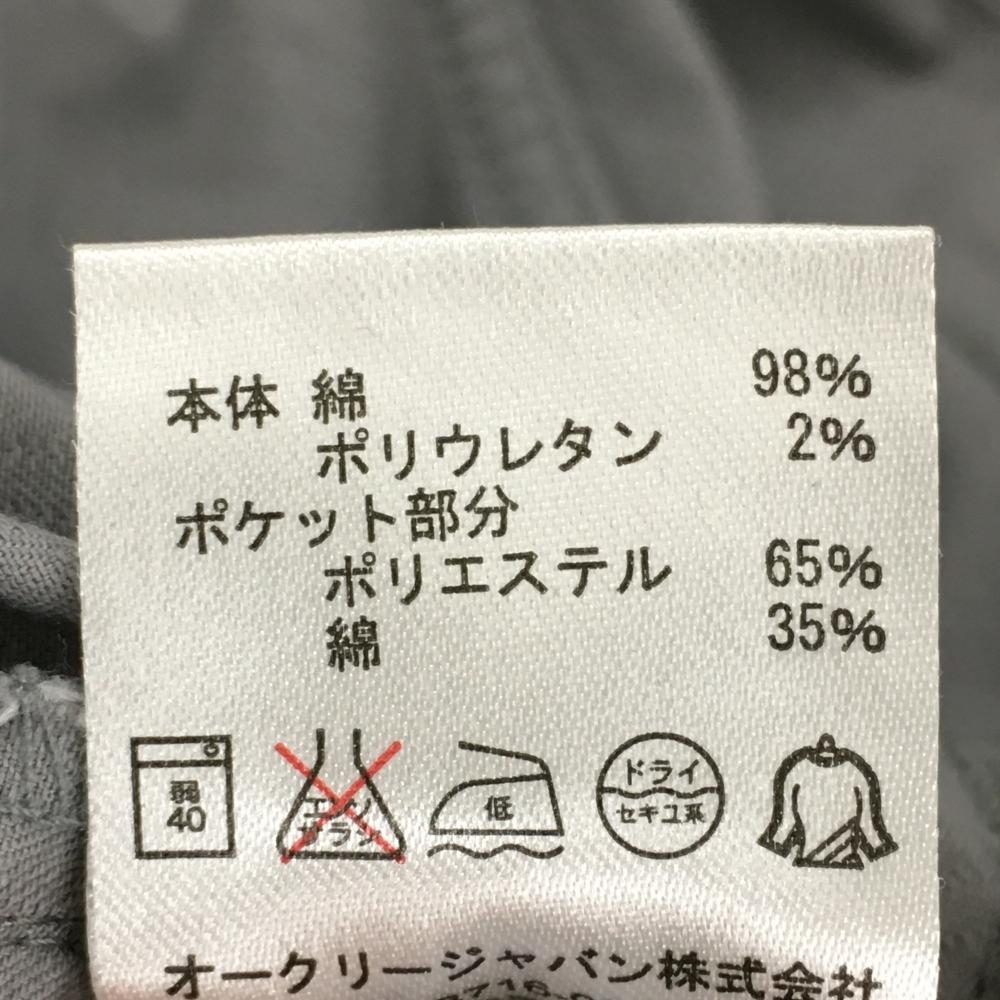 本体 綿 98%
ポリウレタン 2%
ポケット部分
ポリエステル 65%
綿 35%
弱 40
エンソ サラシ
低
ドライ セキユ系
オークリージャパン株式会社